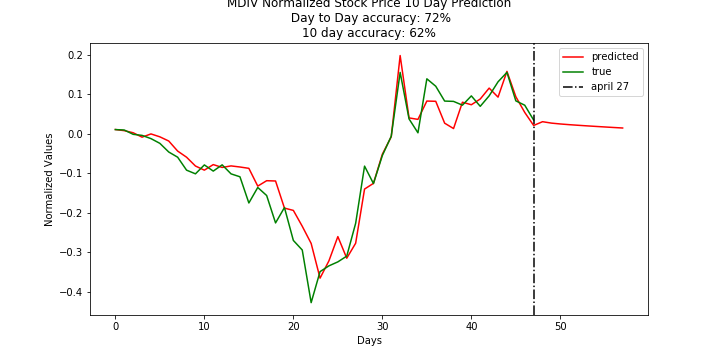 MDIV Normalized Stock Price 10 Day Prediction
Day to Day accuracy: 72%
10 day accuracy: 62%
predicted
true
april 27
0.2
0.1
0.0
−0.1
−0.2
−0.3
−0.4
Normalized Values
0
10
20
30
40
50
Days